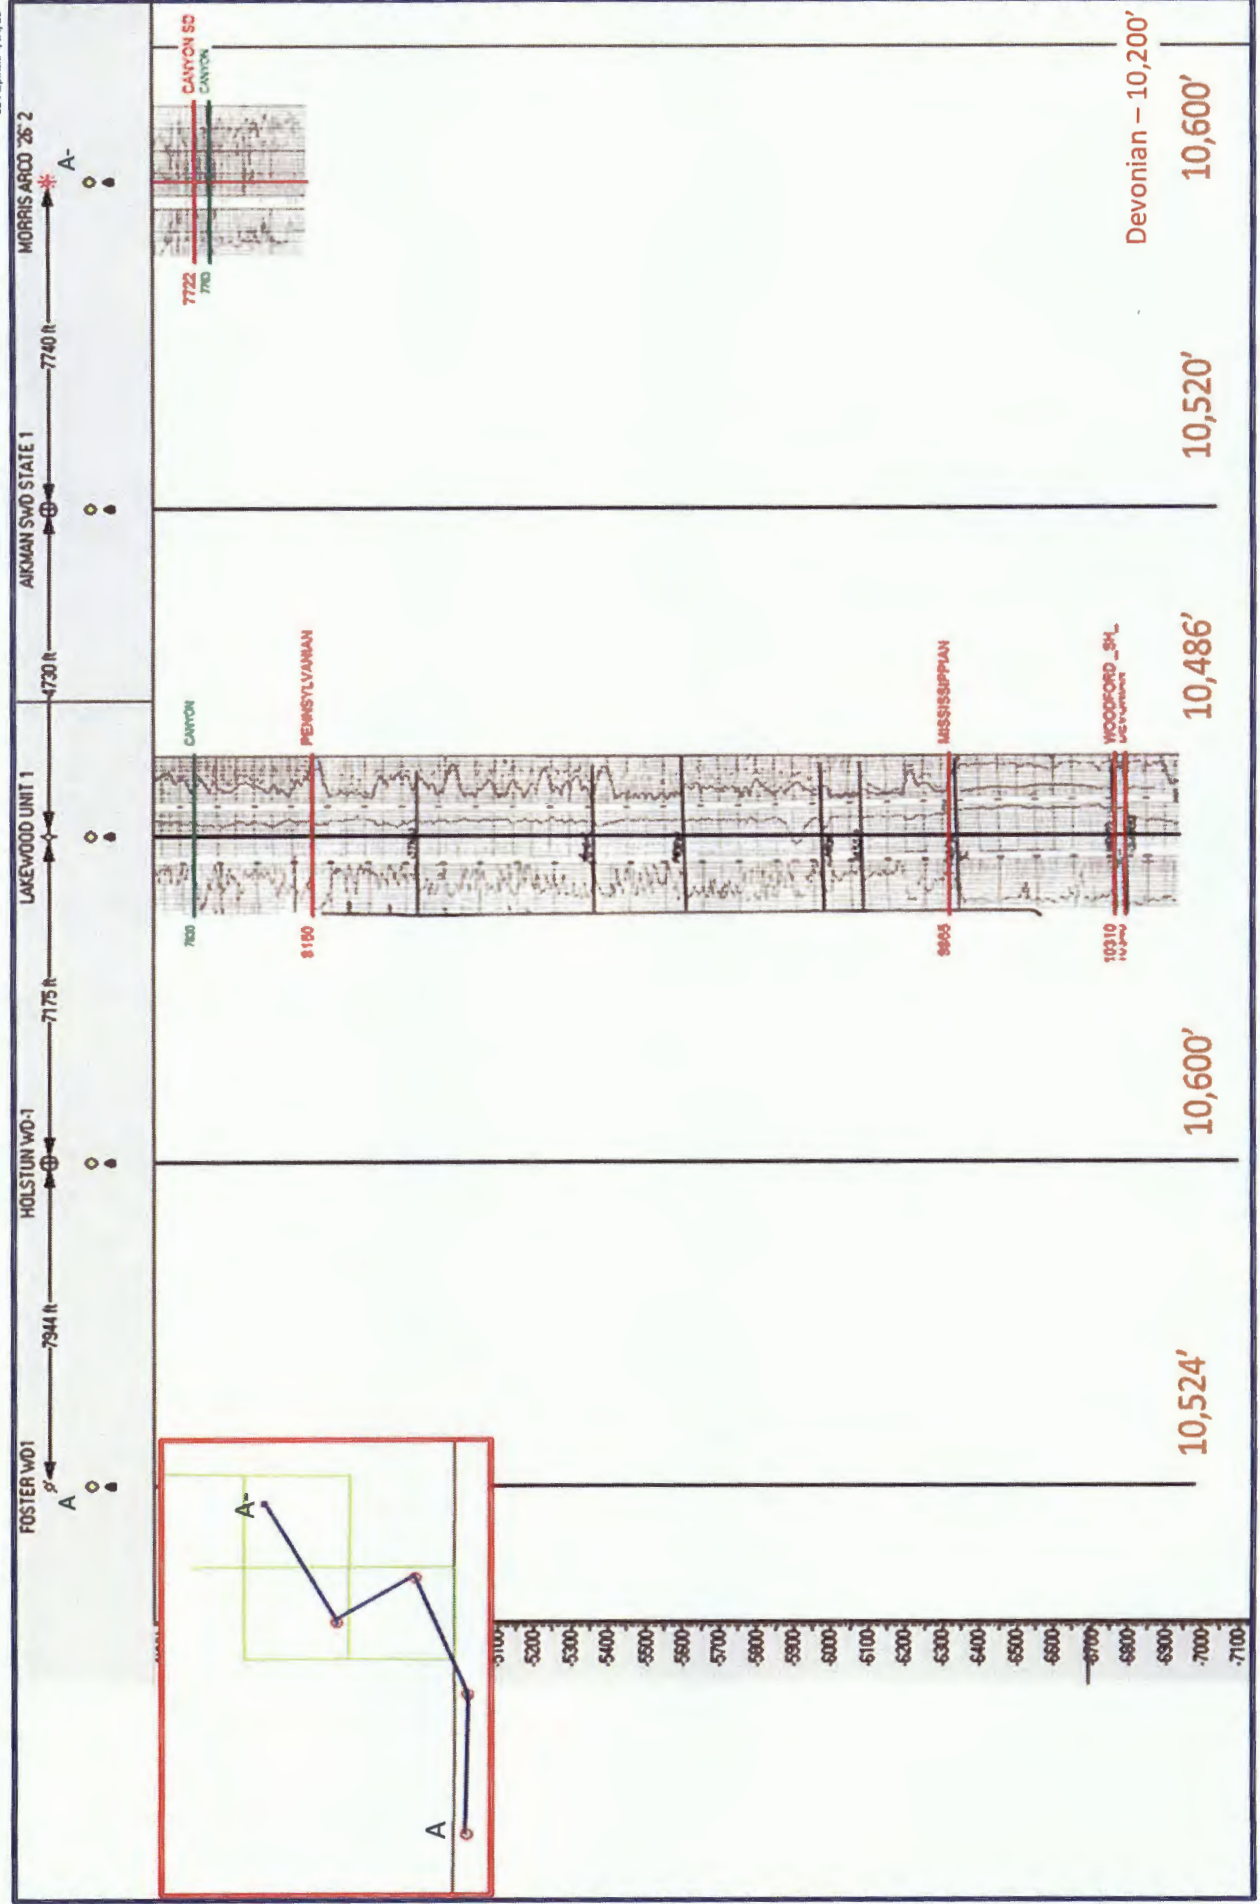 FOSTER WD1
7944 ft
HOLSTUN WD-1
7175 ft
LAKEWOOD UNIT 1
4730 ft
AIKMAN SWD STATE 1
7740 ft
MORRIS ARCO '26' 2
A
A-
A
A-
7830
CANYON
8150
PENNSYLVANIAN
9865
MISSISSIPPIAN
10310
WOODFORD_SH_
7722
CANYON SD
7763
CANYON
-5100
-5200
-5300
-5400
-5500
-5600
-5700
-5800
-5900
-6000
-6100
-6200
-6300
-6400
-6500
-6600
-6700
-6800
-6900
-7000
-7100
Devonian – 10,200'
10,524'
10,600'
10,486'
10,520'
10,600'